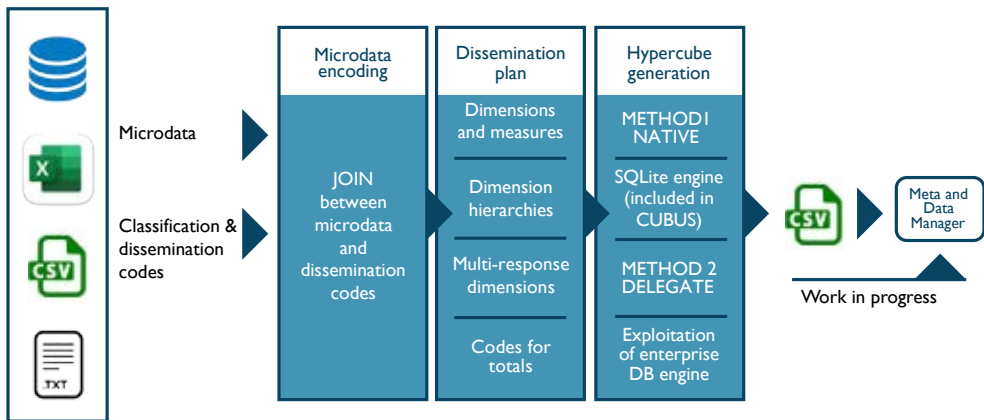 X
CSV
.TXT
Microdata
Classification &
dissemination
codes
Microdata
encoding
JOIN
between
microdata
and
dissemination
codes
Dissemination
plan
Dimensions
and measures
Dimension
hierarchies
Multi-response
dimensions
Codes for
totals
Hypercube
generation
METHOD1
NATIVE
SQLite engine
(included in
CUBUS)
METHOD 2
DELEGATE
Exploitation
of enterprise
DB engine
CSV
Meta and
Data
Manager
Work in progress